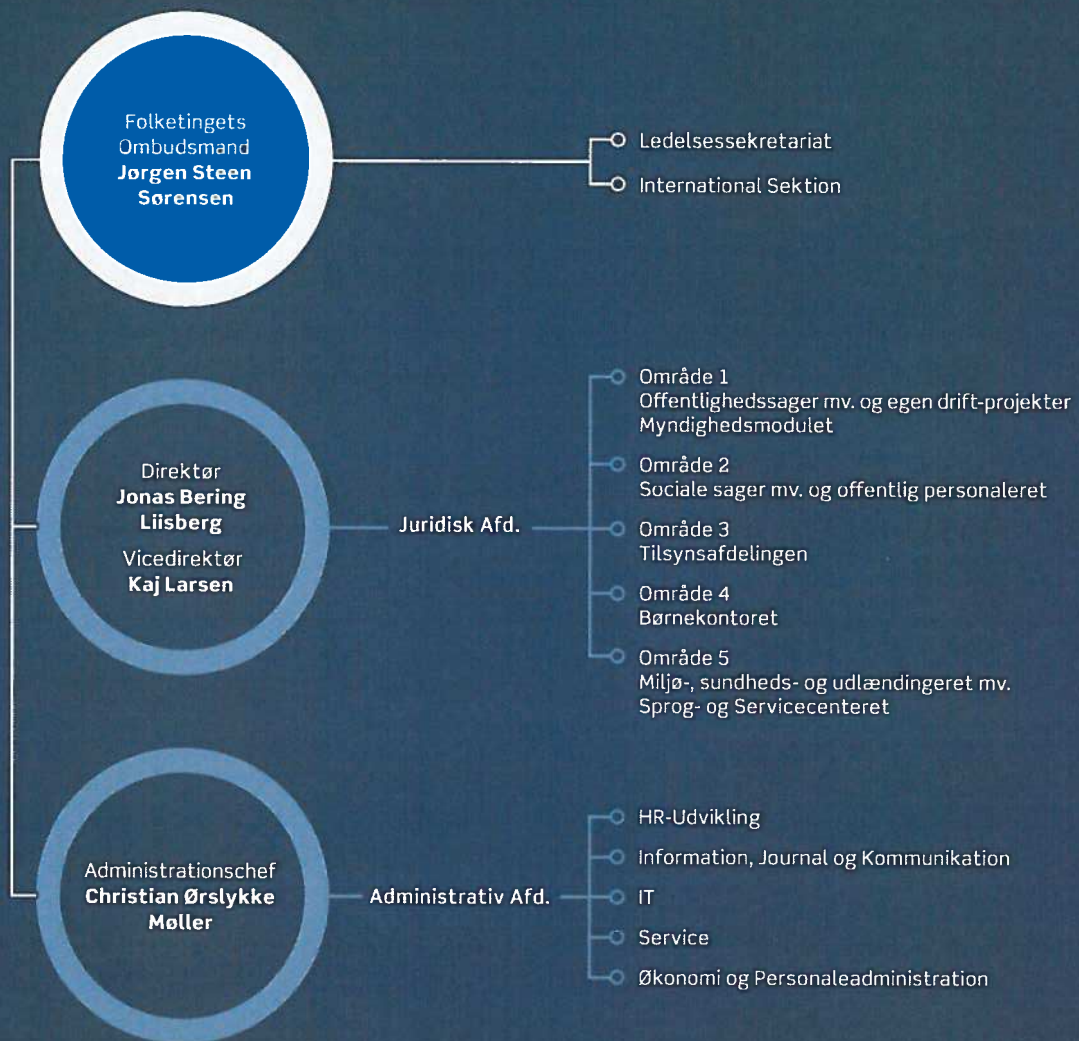 Folketingets
Ombudsmand
Jørgen Steen
Sørensen
Ledelsessekretariat
International Sektion
Direktør
Jonas Bering
Liisberg
Vicedirektør
Kaj Larsen
Juridisk Afd.
Område 1
Offentlighedssager mv. og egen drift-projekter
Myndighedsmodulet
Område 2
Sociale sager mv. og offentlig personaleret
Område 3
Tilsynsafdelingen
Område 4
Børnekontoret
Område 5
Miljø-, sundheds- og udlændingeret mv.
Sprog- og Servicecenteret
Administrationschef
Christian Ørslykke
Møller
Administrativ Afd.
HR-Udvikling
Information, Journal og Kommunikation
IT
Service
Økonomi og Personaleadministration